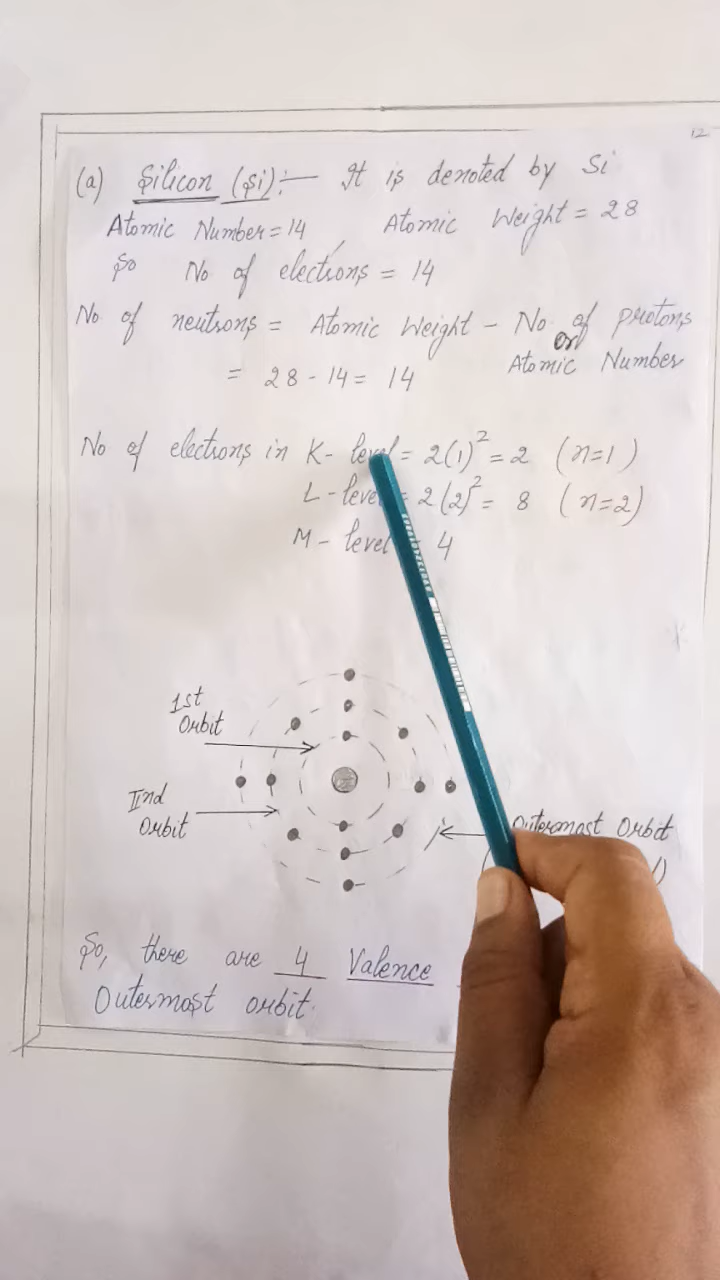 12
(a) Silicon (Si):— It is denoted by Si
Atomic Number = 14 Atomic Weight = 28
So No of electrons = 14
No of neutrons = Atomic Weight - No of protons
or
= 28 - 14 = 14 Atomic Number
No of electrons in K- level = 2(1)² = 2 (n=1)
L - level = 2(2)² = 8 (n=2)
M - level 4
1st
Orbit
IInd
Orbit
Outermost Orbit
So, there are 4 Valence
Outermost orbit.